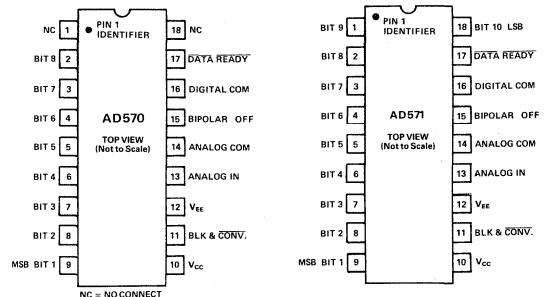 NC 1 PIN 1 IDENTIFIER 18 NC
BIT 8 2 17 DATA READY
BIT 7 3 16 DIGITAL COM
BIT 6 4 AD570 15 BIPOLAR OFF
BIT 5 5 TOP VIEW (Not to Scale) 14 ANALOG COM
BIT 4 6 13 ANALOG IN
BIT 3 7 12 VEE
BIT 2 8 11 BLK & CONV.
MSB BIT 1 9 10 VCC
NC = NO CONNECT
BIT 9 1 PIN 1 IDENTIFIER 18 BIT 10 LSB
BIT 8 2 17 DATA READY
BIT 7 3 16 DIGITAL COM
BIT 6 4 AD571 15 BIPOLAR OFF
BIT 5 5 TOP VIEW (Not to Scale) 14 ANALOG COM
BIT 4 6 13 ANALOG IN
BIT 3 7 12 VEE
BIT 2 8 11 BLK & CONV.
MSB BIT 1 9 10 VCC